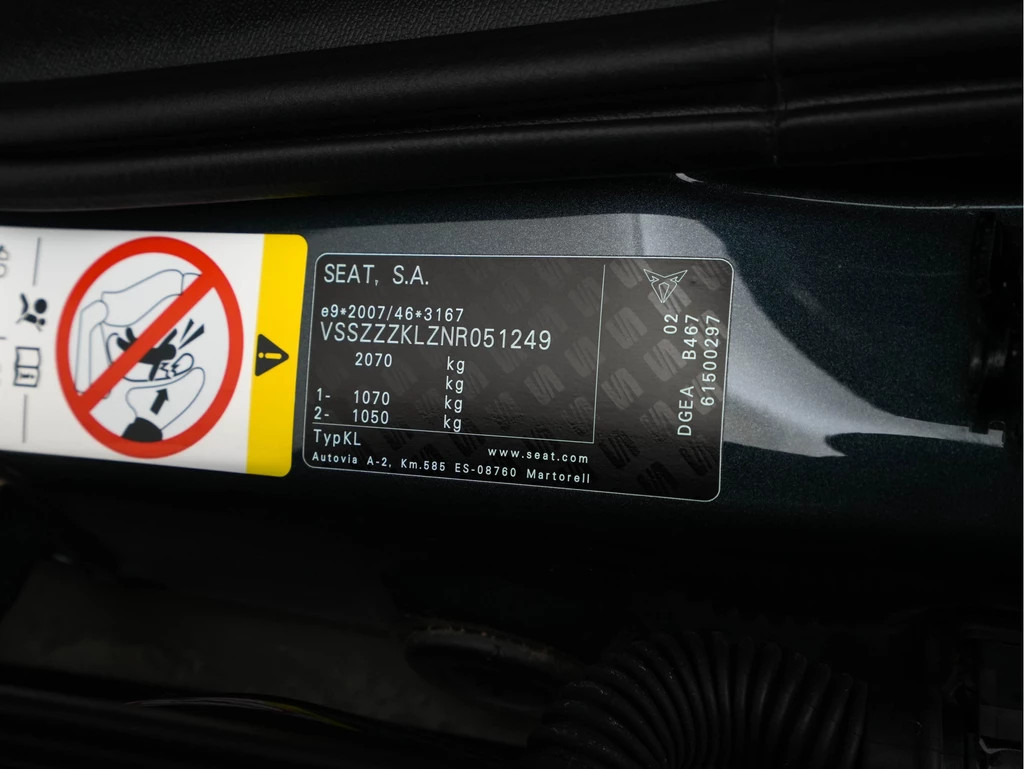 SEAT, S.A.
e9*2007/46*3167
VSSZZZKLZNR051249
2070 kg
kg
1- 1070 kg
2- 1050 kg
TypKL
www.seat.com
Autovia A-2, Km.585 ES-08760 Martorell
02
DGEA B467
61500297